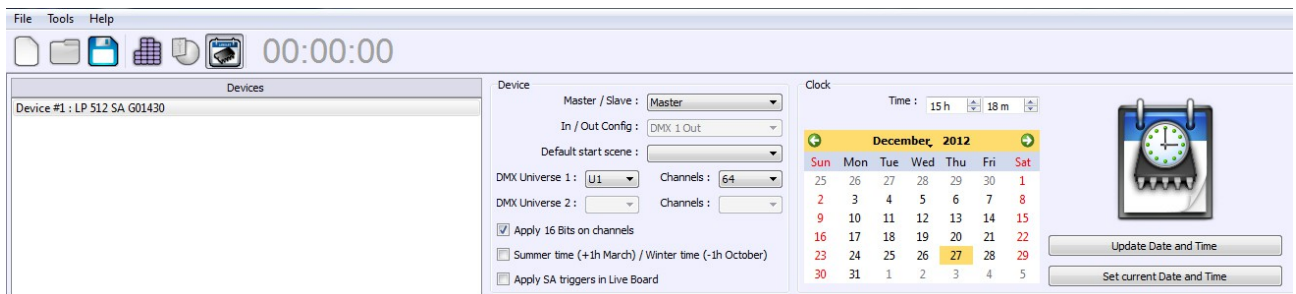 File Tools Help
00:00:00
Devices
Device #1 : LP 512 SA G01430
Device
Master / Slave : Master
In / Out Config : DMX 1 Out
Default start scene :
DMX Universe 1 : U1 Channels : 64
DMX Universe 2 : Channels :
Apply 16 Bits on channels
Summer time (+1h March) / Winter time (-1h October)
Apply SA triggers in Live Board
Clock
Time : 15 h 18 m
December, 2012
Sun Mon Tue Wed Thu Fri Sat
25 26 27 28 29 30 1
2 3 4 5 6 7 8
9 10 11 12 13 14 15
16 17 18 19 20 21 22
23 24 25 26 27 28 29
30 31 1 2 3 4 5
Update Date and Time
Set current Date and Time